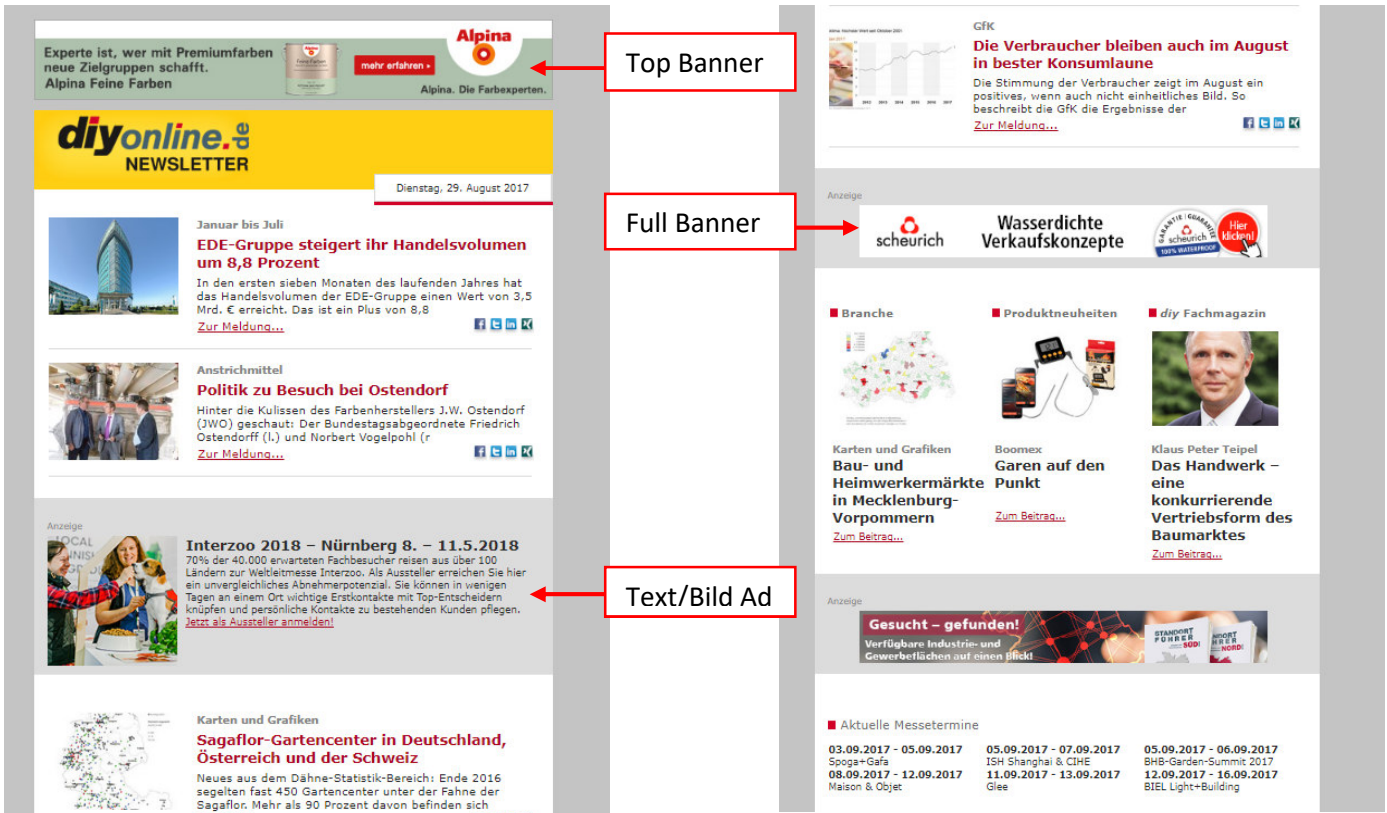 Experte ist, wer mit Premiumfarben
neue Zielgruppen schafft.
Alpina Feine Farben
Alpina
Feine Farben
mehr erfahren
Alpina
Alpina. Die Farbexperten.
Top Banner
diyonline.de
NEWSLETTER
Dienstag, 29. August 2017
Januar bis Juli
EDE-Gruppe steigert ihr Handelsvolumen
um 8,8 Prozent
In den ersten sieben Monaten des laufenden Jahres hat
das Handelsvolumen der EDE-Gruppe einen Wert von 3,5
Mrd. € erreicht. Das ist ein Plus von 8,8
Zur Meldung...
Anstrichmittel
Politik zu Besuch bei Ostendorf
Hinter die Kulissen des Farbenherstellers J.W. Ostendorf
(JWO) geschaut: Der Bundestagsabgeordnete Friedrich
Ostendorff (l.) und Norbert Vogelpohl (r
Zur Meldung...
Anzeige
Interzoo 2018 – Nürnberg 8. – 11.5.2018
70% der 40.000 erwarteten Fachbesucher reisen aus über 100
Ländern zur Weltleitmesse Interzoo. Als Aussteller erreichen Sie hier
ein unvergleichliches Abnehmerpotenzial. Sie können in wenigen
Tagen an einem Ort wichtige Erstkontakte mit Top-Entscheidern
knüpfen und persönliche Kontakte zu bestehenden Kunden pflegen.
Jetzt als Aussteller anmelden!
Text/Bild Ad
Karten und Grafiken
Sagaflor-Gartencenter in Deutschland,
Österreich und der Schweiz
Neues aus dem Dähne-Statistik-Bereich: Ende 2016
segelten fast 450 Gartencenter unter der Fahne der
Sagaflor. Mehr als 90 Prozent davon befinden sich
2012 2013 2014 2015 2016 2017
GfK
Die Verbraucher bleiben auch im August
in bester Konsumlaune
Die Stimmung der Verbraucher zeigt im August ein
positives, wenn auch nicht einheitliches Bild. So
beschreibt die GfK die Ergebnisse der
Zur Meldung...
Full Banner
Anzeige
scheurich
Wasserdichte
Verkaufskonzepte
GARANTIE
scheurich
100% WATERPROOF
Hier
klicken!
Branche
Karten und Grafiken
Bau- und
Heimwerkermärkte
in Mecklenburg-
Vorpommern
Zum Beitrag...
Produktneuheiten
Boomex
Garen auf den
Punkt
Zum Beitrag...
diy Fachmagazin
Klaus Peter Teipel
Das Handwerk –
eine
konkurrierende
Vertriebsform des
Baumarktes
Zum Beitrag...
Anzeige
Gesucht – gefunden!
Verfügbare Industrie- und
Gewerbeflächen auf einen Blick!
STANDORT
FÜHRER
SÜD!
NORD!
Aktuelle Messetermine
03.09.2017 - 05.09.2017
Spoga+Gafa
08.09.2017 - 12.09.2017
Maison & Objet
05.09.2017 - 07.09.2017
ISH Shanghai & CIHE
11.09.2017 - 13.09.2017
Glee
05.09.2017 - 06.09.2017
BHB-Garden-Summit 2017
12.09.2017 - 16.09.2017
BIEL Light+Building